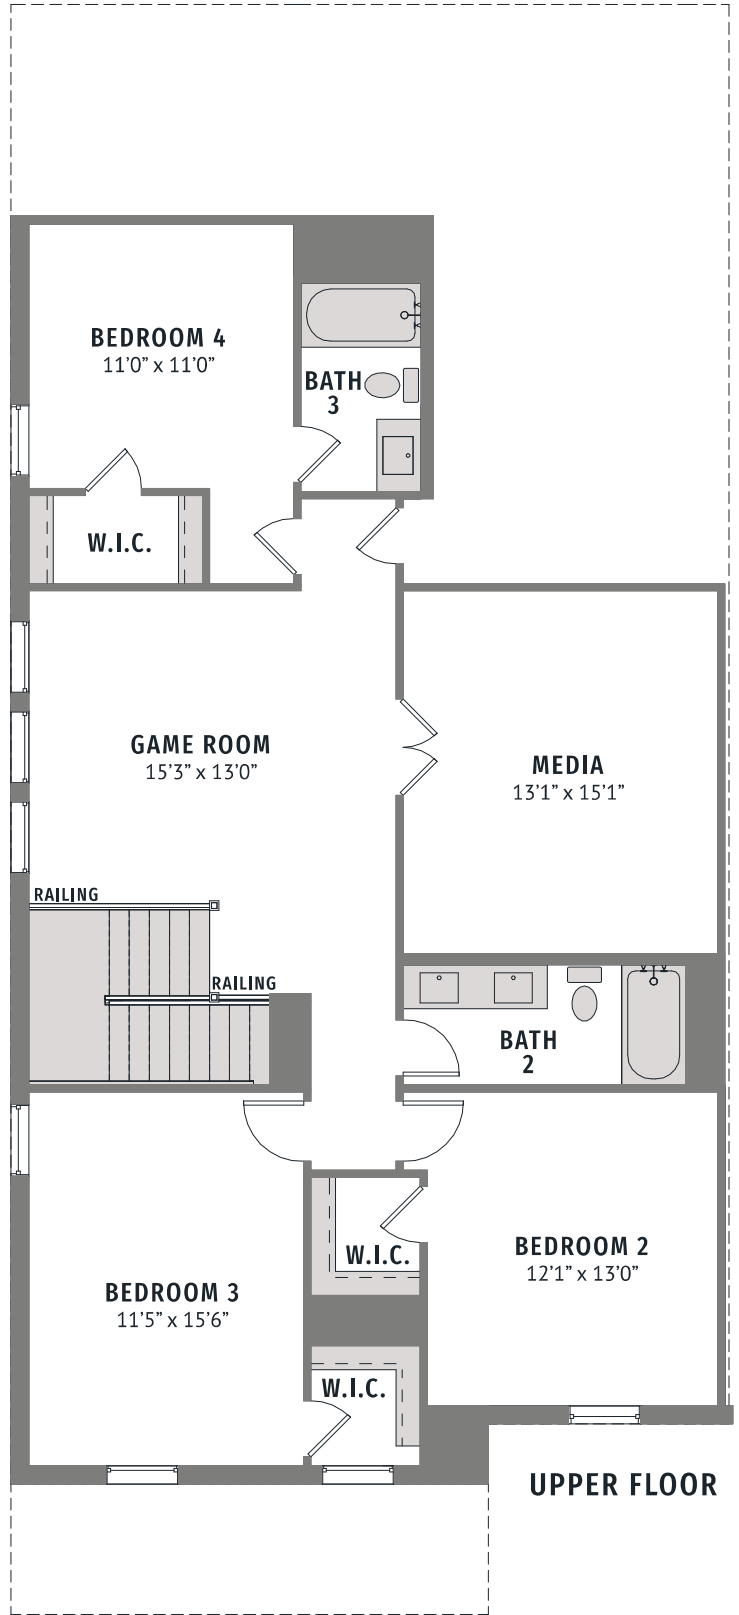 BEDROOM 4
11’0” x 11’0”
BATH
3
W.I.C.
GAME ROOM
15’3” x 13’0”
MEDIA
13’1” x 15’1”
RAILING
RAILING
BATH
2
BEDROOM 2
12’1” x 13’0”
W.I.C.
BEDROOM 3
11’5” x 15’6”
W.I.C.
UPPER FLOOR